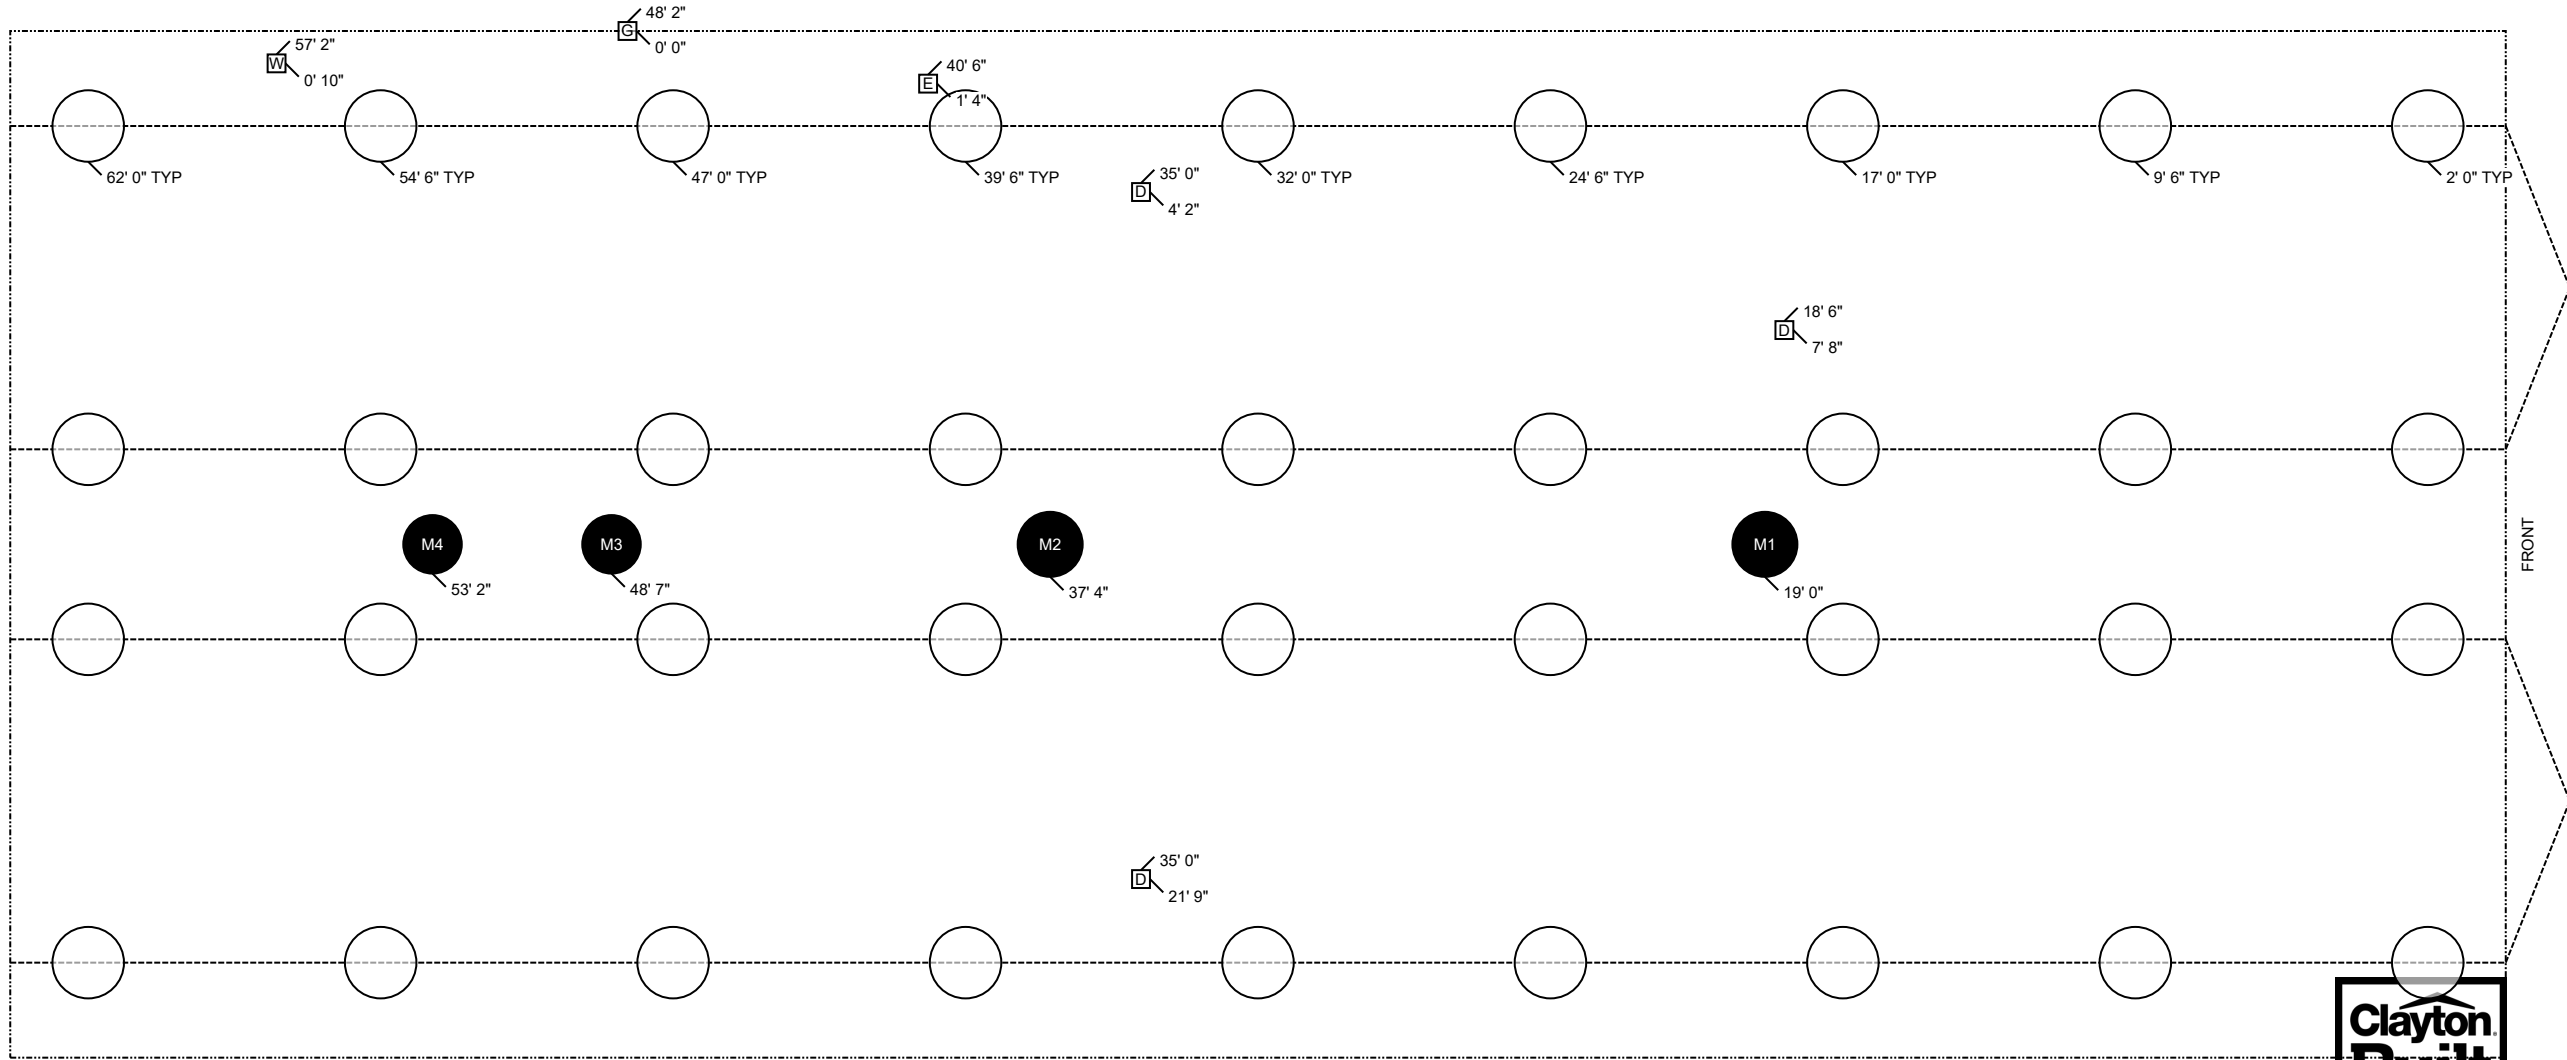 48' 2"
G
0' 0"
57' 2"
W
0' 10"
40' 6"
E
1' 4"
62' 0" TYP
54' 6" TYP
47' 0" TYP
39' 6" TYP
32' 0" TYP
24' 6" TYP
17' 0" TYP
9' 6" TYP
2' 0" TYP
35' 0"
D
4' 2"
18' 6"
D
7' 8"
M4
M3
M2
M1
FRONT
53' 2"
48' 7"
37' 4"
19' 0"
35' 0"
D
21' 9"
Clayton.